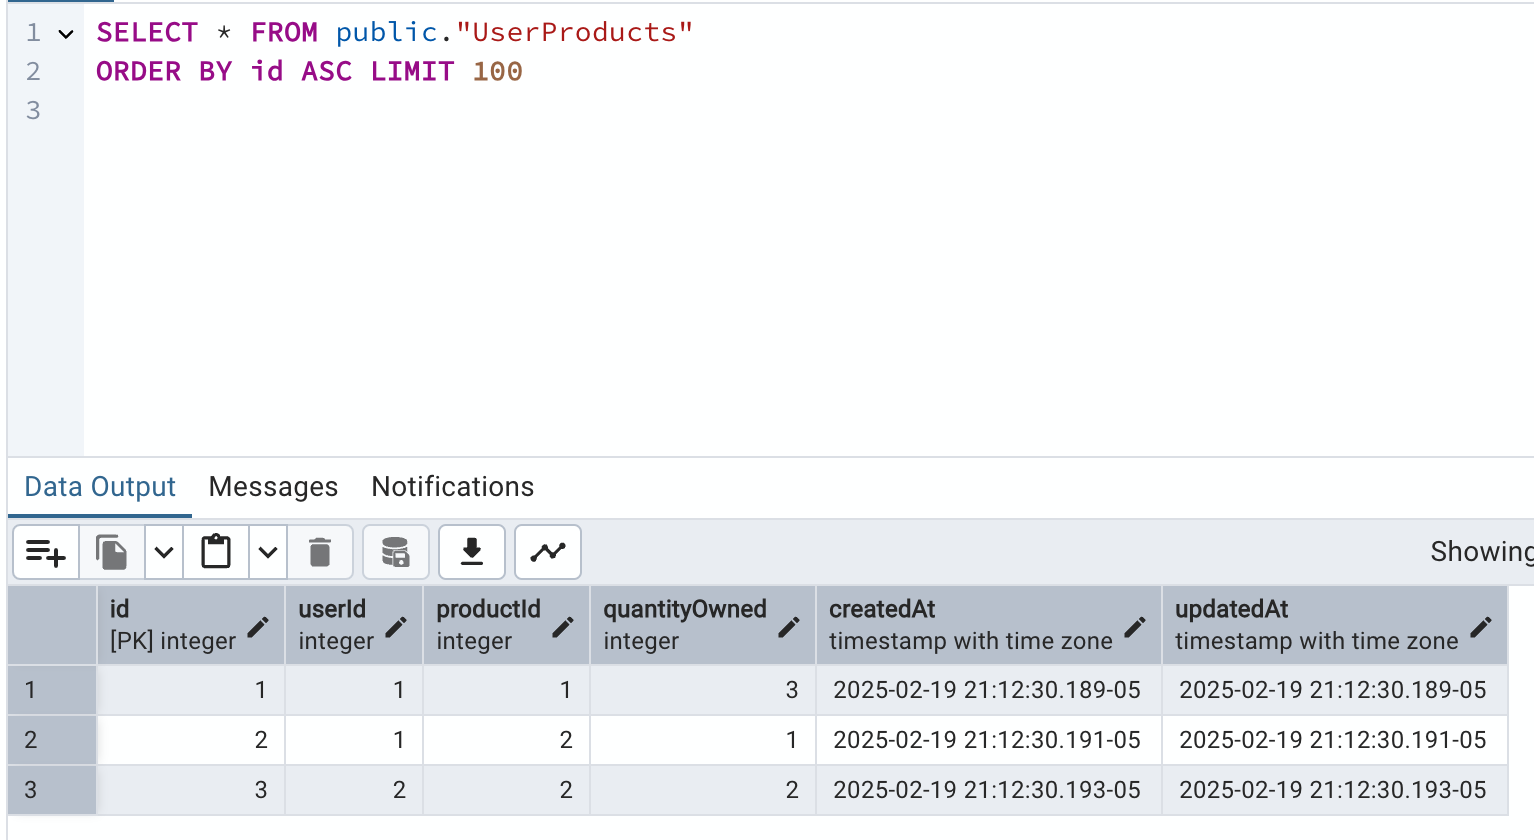 1 SELECT * FROM public."UserProducts"
2 ORDER BY id ASC LIMIT 100
3
Data Output Messages Notifications
Showing
id userId productId quantityOwned createdAt updatedAt
[PK] integer integer integer integer timestamp with time zone timestamp with time zone
1 1 1 1 3 2025-02-19 21:12:30.189-05 2025-02-19 21:12:30.189-05
2 2 1 2 1 2025-02-19 21:12:30.191-05 2025-02-19 21:12:30.191-05
3 3 2 2 2 2025-02-19 21:12:30.193-05 2025-02-19 21:12:30.193-05